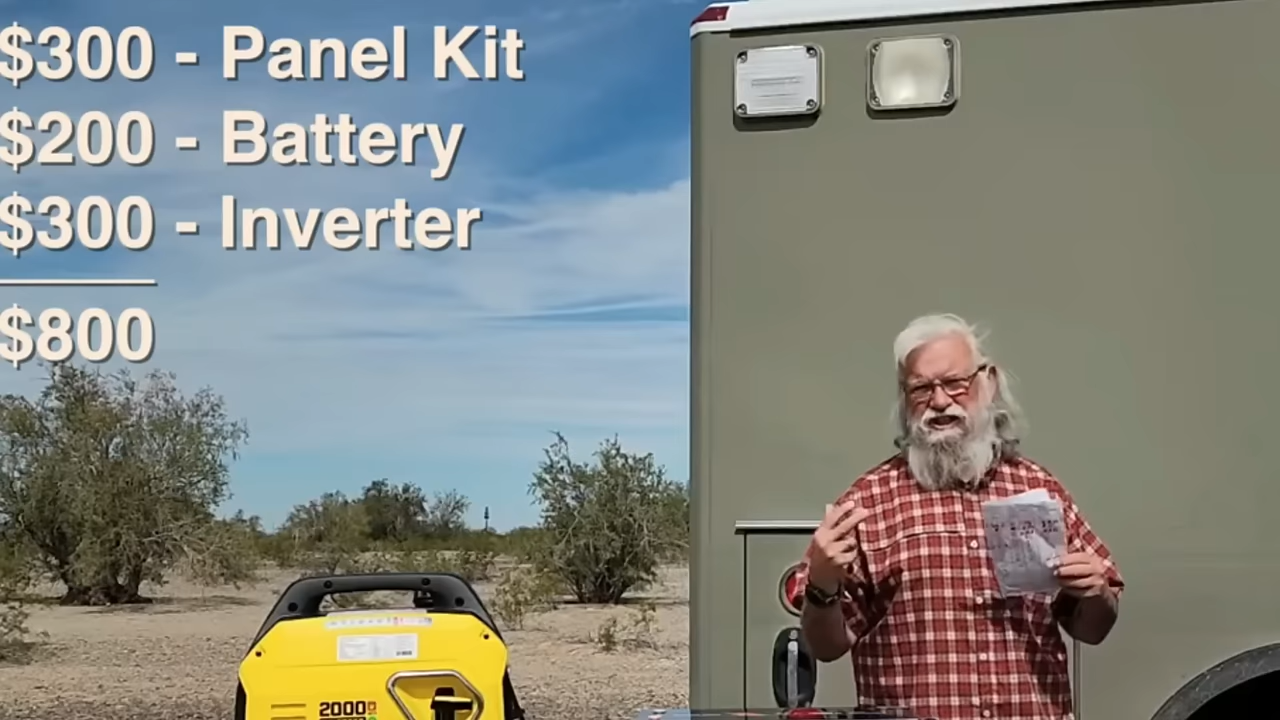 $300 - Panel Kit
$200 - Battery
$300 - Inverter
$800
2000